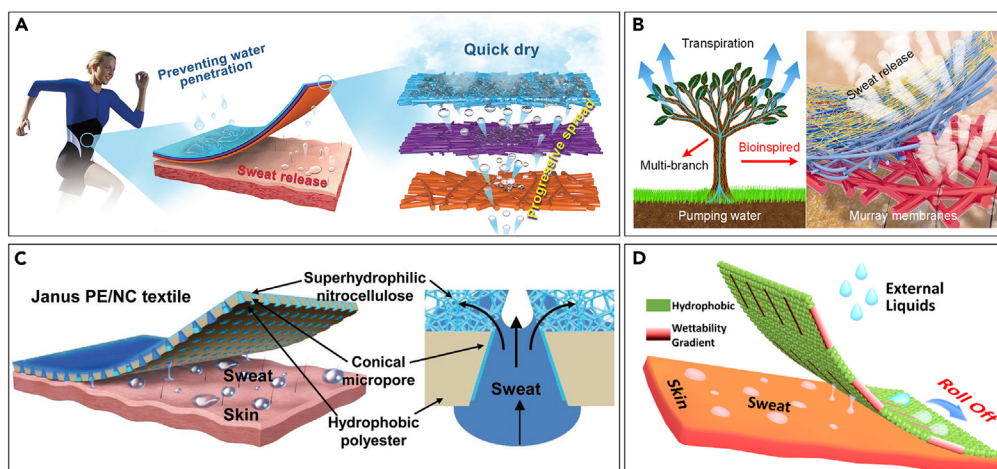 A
Preventing water
penetration
Sweat release
Quick dry
Progressive spread
B
Transpiration
Multi-branch
Bioinspired
Pumping water
Sweat release
Murray membranes
C
Janus PE/NC textile
Superhydrophilic
nitrocellulose
Conical
micropore
Hydrophobic
polyester
Sweat
Skin
Sweat
D
Hydrophobic
Wettability
Gradient
External
Liquids
Skin
Sweat
Roll Off